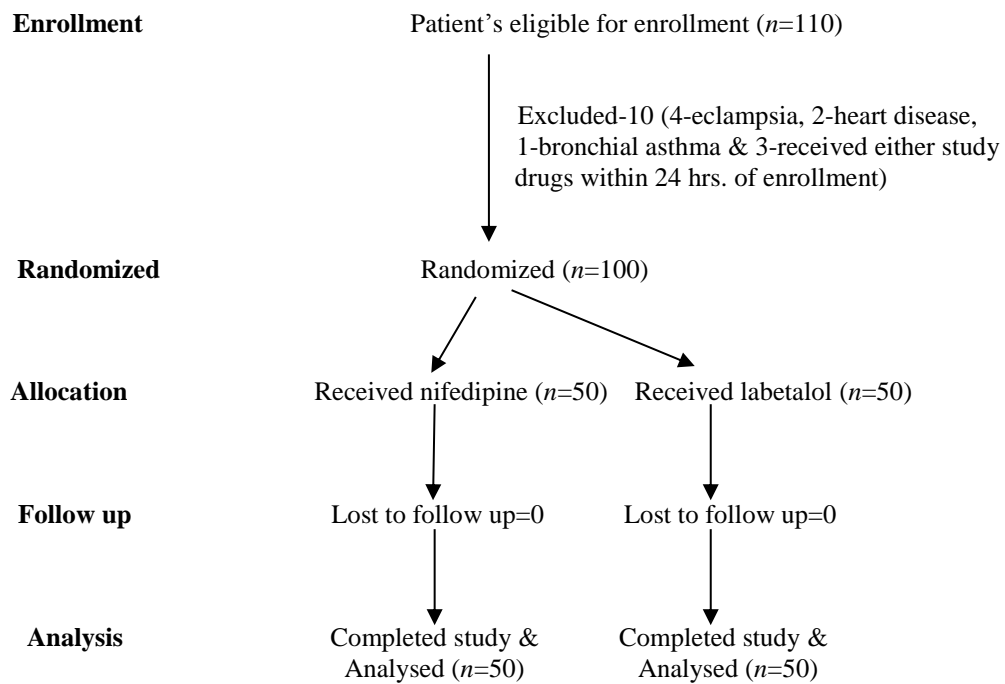 Enrollment
Patient's eligible for enrollment (n=110)
Excluded-10 (4-eclampsia, 2-heart disease,
1-bronchial asthma & 3-received either study
drugs within 24 hrs. of enrollment)
Randomized
Randomized (n=100)
Allocation
Received nifedipine (n=50)
Received labetalol (n=50)
Follow up
Lost to follow up=0
Lost to follow up=0
Analysis
Completed study &
Analysed (n=50)
Completed study &
Analysed (n=50)